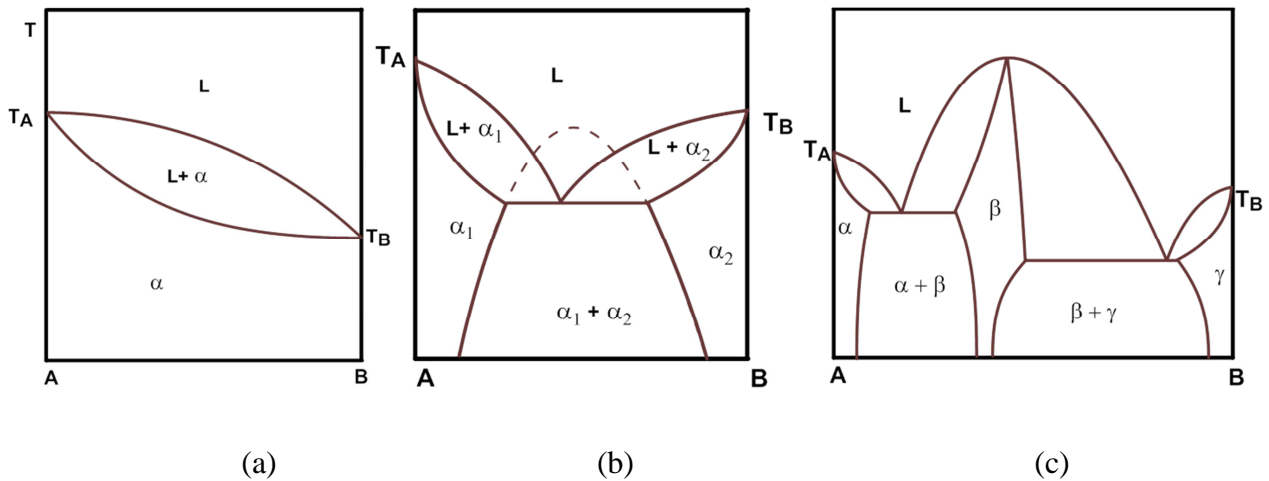 T
L
TA
L+ α
TB
α
A
B
TA
L
TB
L+ α1
L + α2
α1
α2
α1 + α2
A
B
L
TA
TB
α
β
γ
α + β
β + γ
A
B
(a)
(b)
(c)